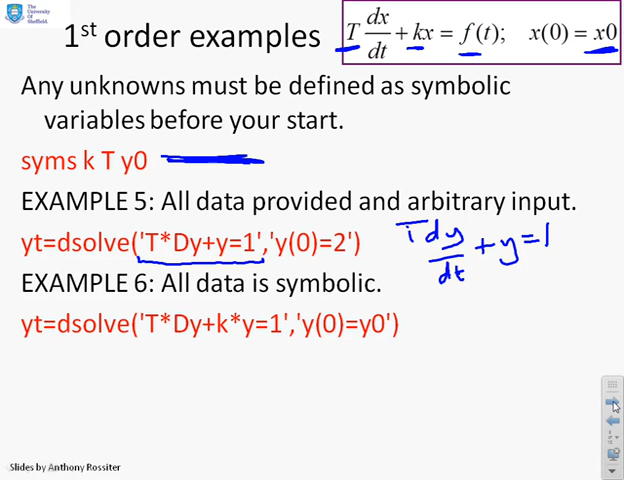 The
University
Of
Sheffield.
1st order examples
T dx/dt + kx = f(t); x(0) = x0
Any unknowns must be defined as symbolic
variables before your start.
syms k T y0
EXAMPLE 5: All data provided and arbitrary input.
yt=dsolve('T*Dy+y=1','y(0)=2')
T dy/dt + y = 1
EXAMPLE 6: All data is symbolic.
yt=dsolve('T*Dy+k*y=1','y(0)=y0')
Slides by Anthony Rossiter